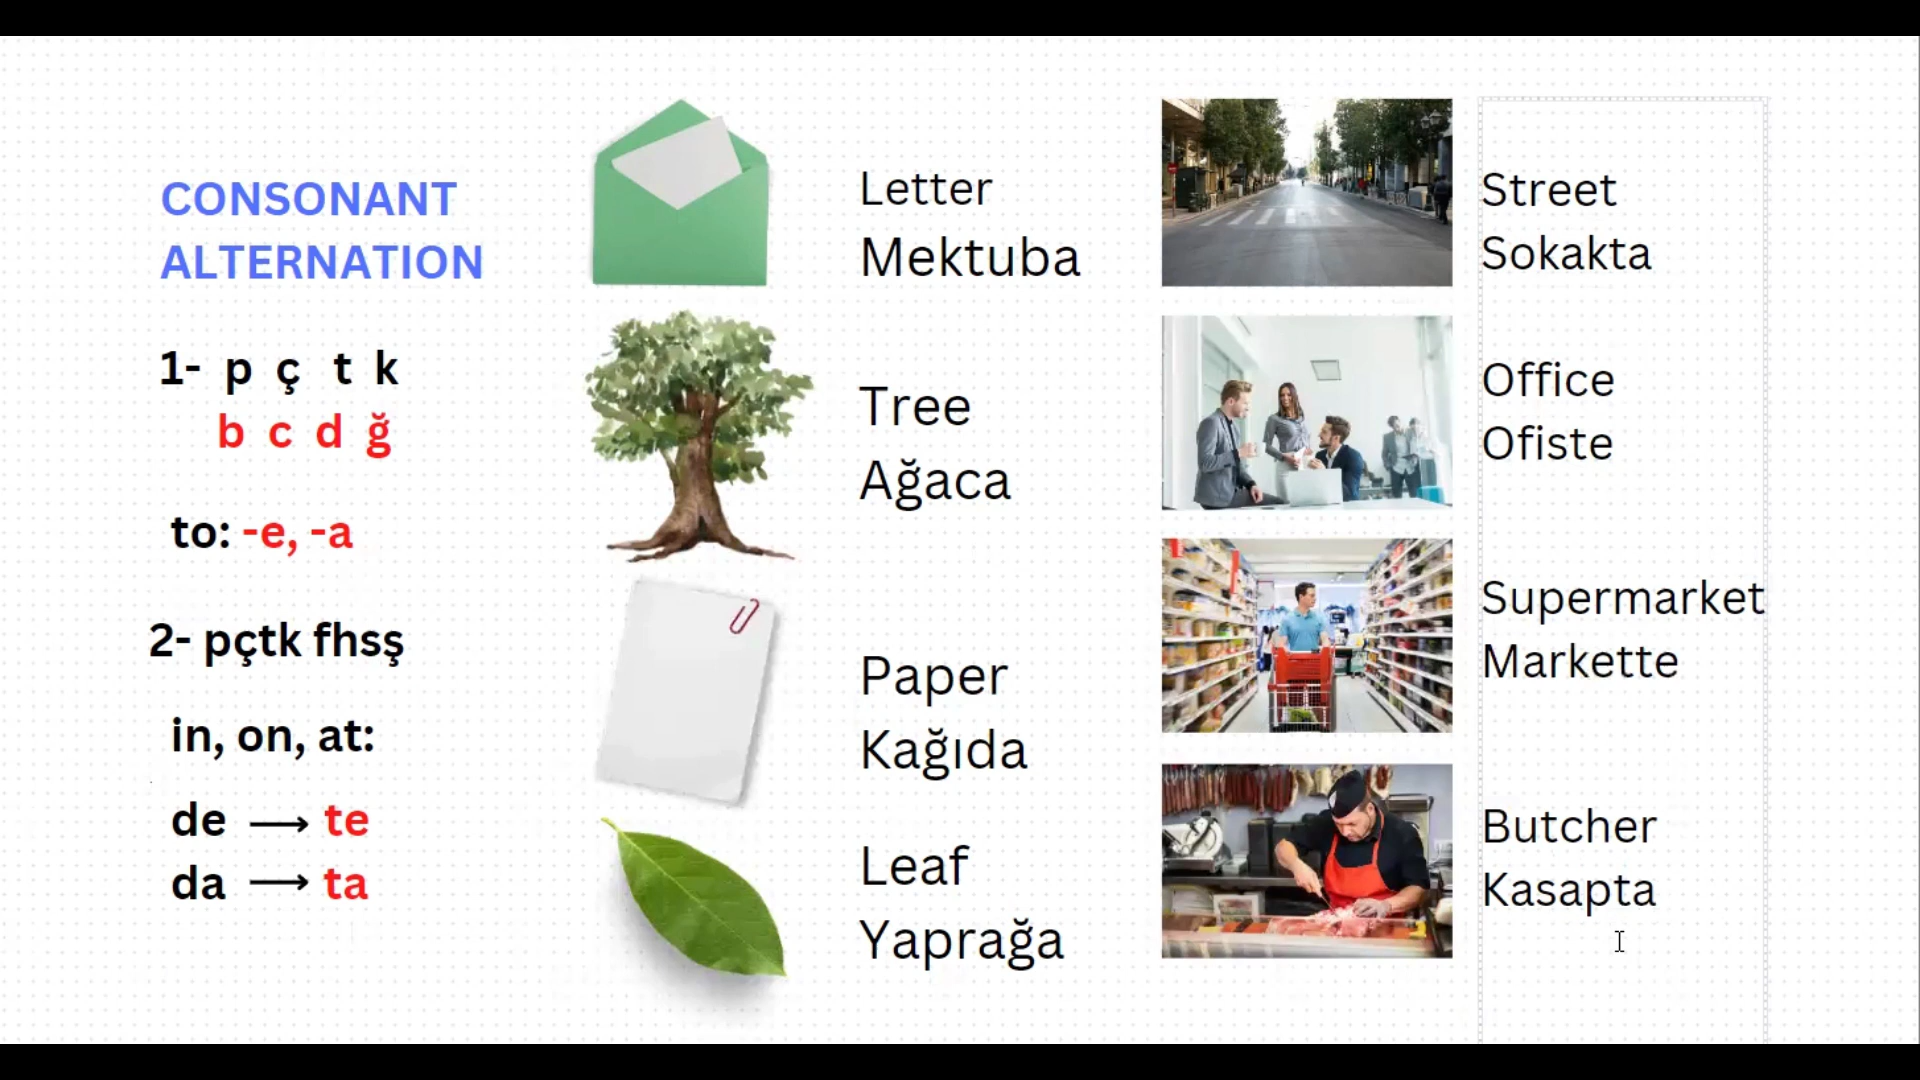 CONSONANT
ALTERNATION
1- p ç t k
b c d ğ
to: -e, -a
2- pçtk fhsş
in, on, at:
de → te
da → ta
Letter
Mektuba
Tree
Ağaca
Paper
Kağıda
Leaf
Yaprağa
Street
Sokakta
Office
Ofiste
Supermarket
Markette
Butcher
Kasapta